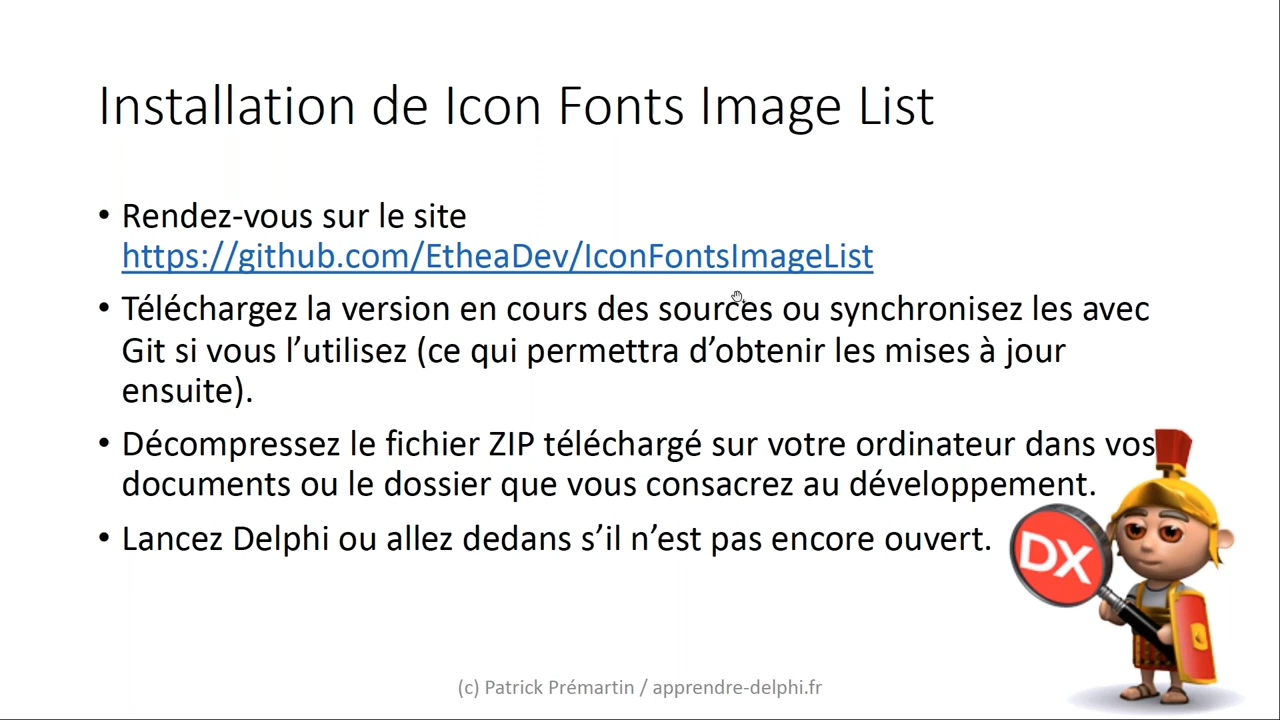 Installation de Icon Fonts Image List
• Rendez-vous sur le site
https://github.com/EtheaDev/IconFontsImageList
• Téléchargez la version en cours des sources ou synchronisez les avec
Git si vous l’utilisez (ce qui permettra d’obtenir les mises à jour
ensuite).
• Décompressez le fichier ZIP téléchargé sur votre ordinateur dans vos
documents ou le dossier que vous consacrez au développement.
• Lancez Delphi ou allez dedans s’il n’est pas encore ouvert.
DX
(c) Patrick Prémartin / apprendre-delphi.fr